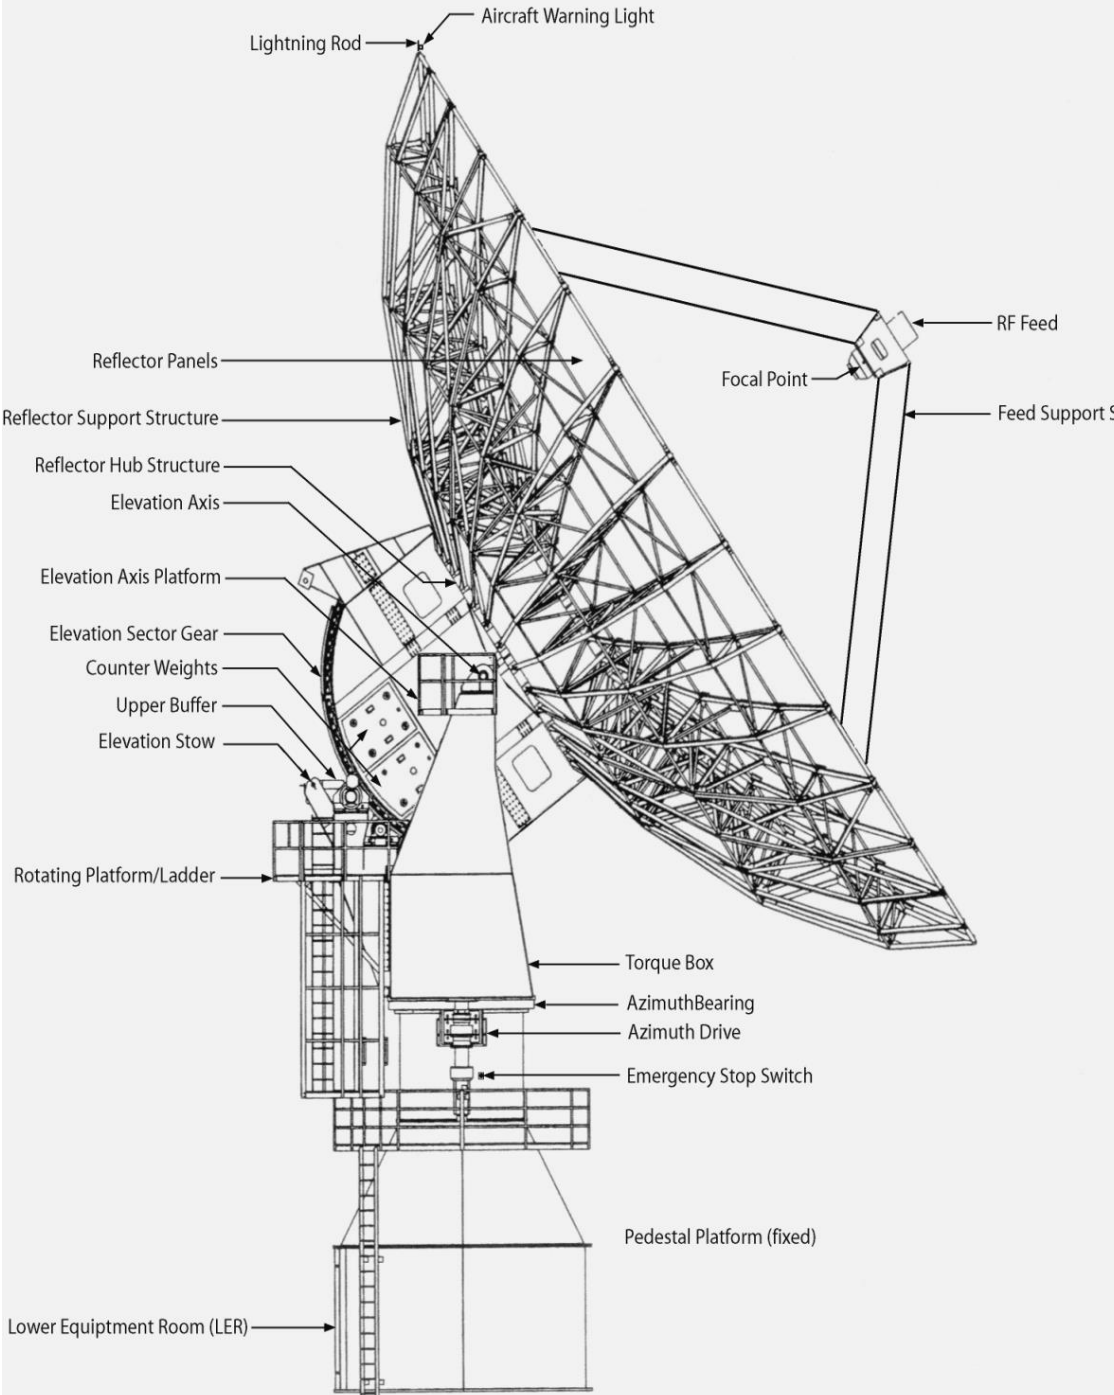 Aircraft Warning Light
Lightning Rod
RF Feed
Reflector Panels
Focal Point
Reflector Support Structure
Feed Support S
Reflector Hub Structure
Elevation Axis
Elevation Axis Platform
Elevation Sector Gear
Counter Weights
Upper Buffer
Elevation Stow
Rotating Platform/Ladder
Torque Box
AzimuthBearing
Azimuth Drive
Emergency Stop Switch
Pedestal Platform (fixed)
Lower Equiptment Room (LER)